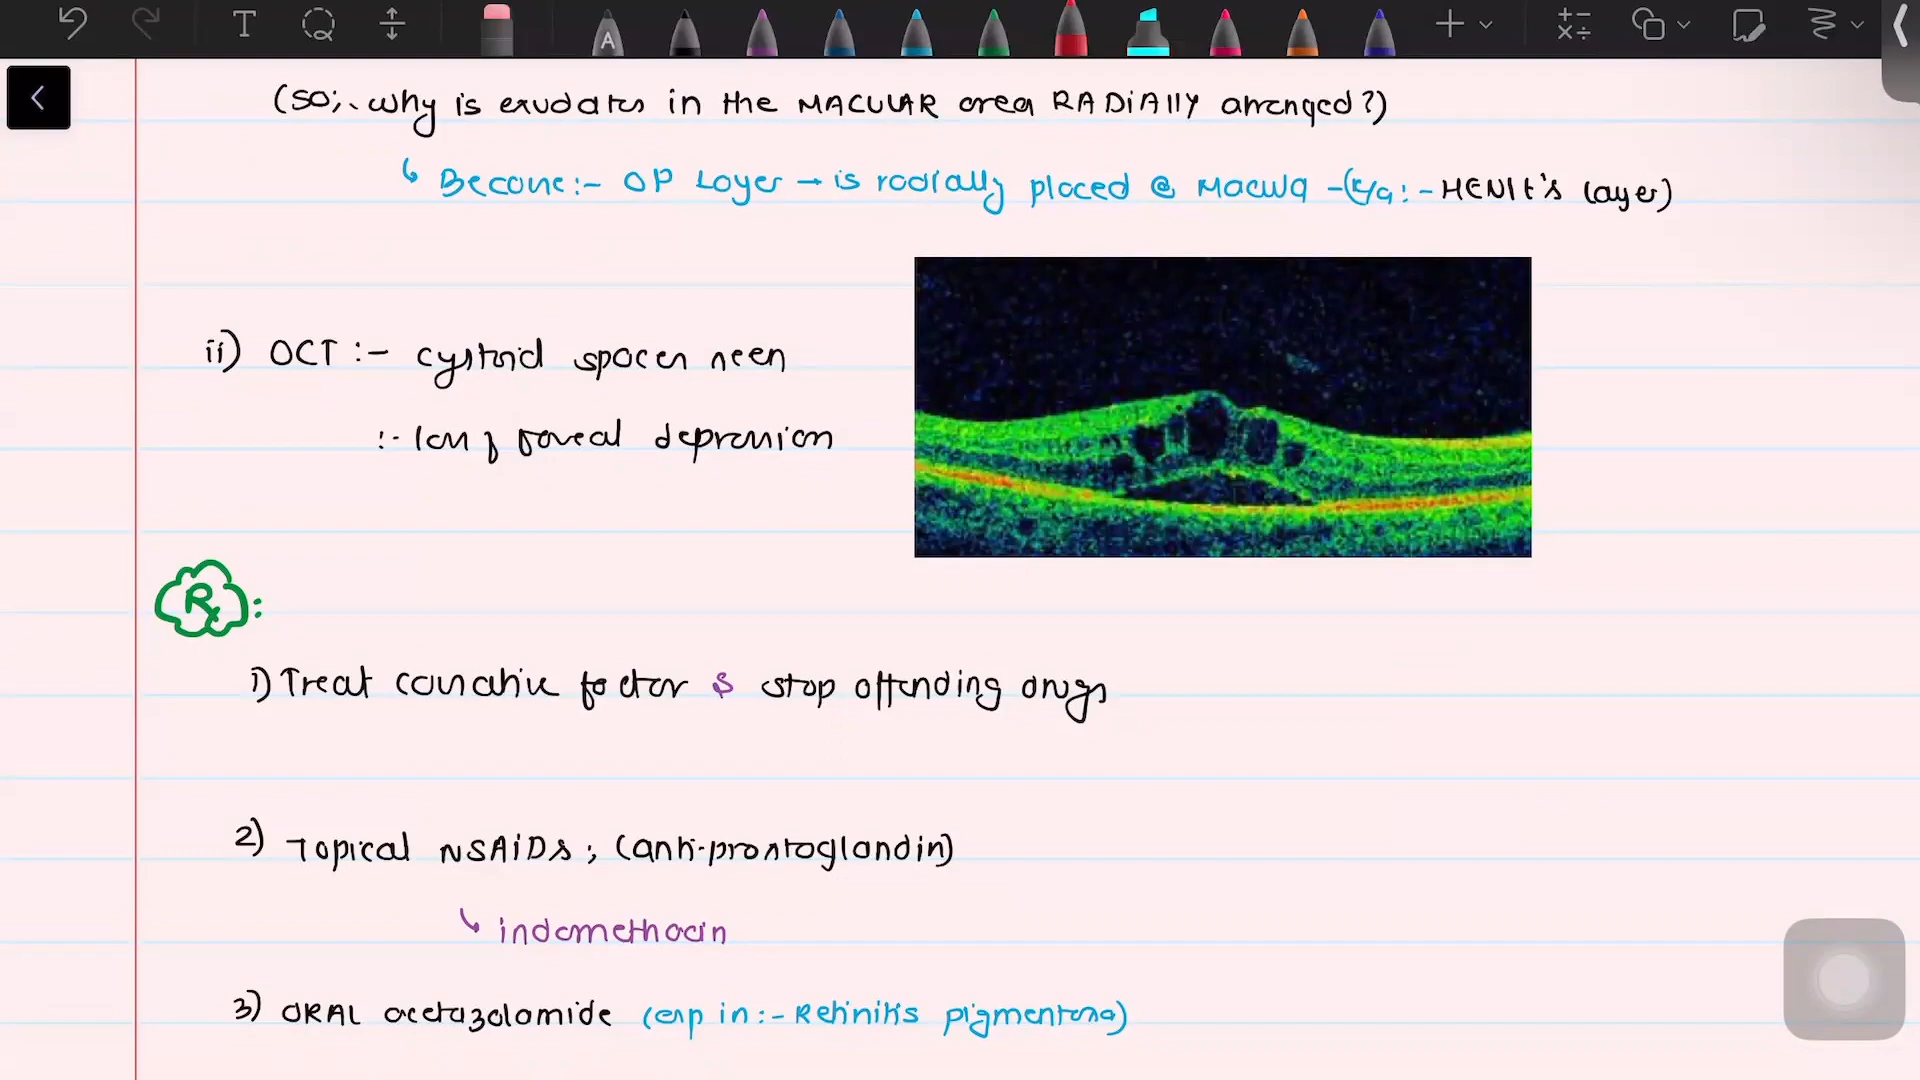 T
A
(SO;. why is exudates in the MACULAR area RADiAllY arranged?)
↳ Because:- OP Layer → is radially placed @ Macula -(k/a:- HENlE's layer)
ii) OCT :- cystoid spaces seen
:- loss of foveal depression
Rx:
1) Treat causative factor & stop offending drugs
2) Topical NSAiDs; (anti-prostaglandin)
↳ indomethacin
3) ORAL acetazolamide (esp in:- Retinitis pigmentosa)